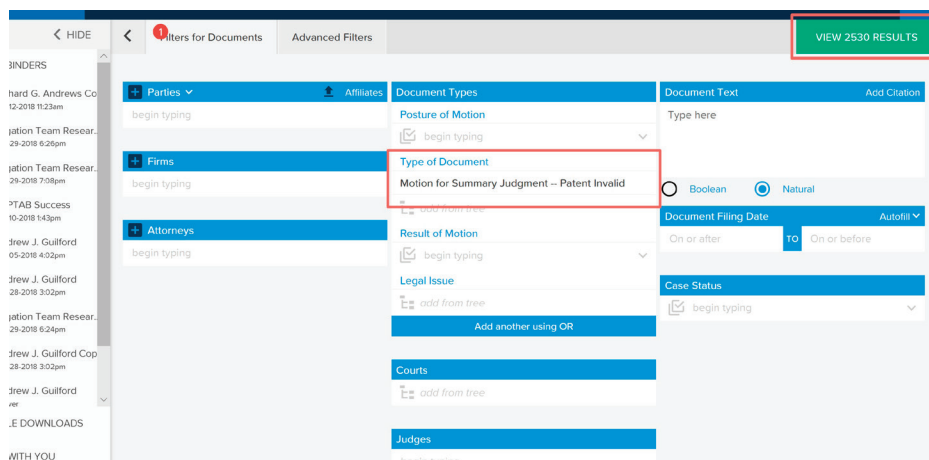 HIDE
1
Filters for Documents
Advanced Filters
VIEW 2530 RESULTS
BINDERS
hard G. Andrews Co
12-2018 11:23am
gation Team Resear..
29-2018 6:26pm
gation Team Resear..
29-2018 7:08pm
PTAB Success
10-2018 1:43pm
drew J. Guilford
05-2018 4:02pm
drew J. Guilford
28-2018 3:02pm
gation Team Resear..
29-2018 6:24pm
drew J. Guilford Cop
28-2018 3:02pm
drew J. Guilford
ver
LE DOWNLOADS
WITH YOU
Parties
Affiliates
begin typing
Firms
begin typing
Attorneys
begin typing
Document Types
Posture of Motion
begin typing
Type of Document
Motion for Summary Judgment -- Patent Invalid
add from tree
Result of Motion
begin typing
Legal Issue
add from tree
Add another using OR
Courts
add from tree
Judges
begin typing
Document Text
Add Citation
Type here
Boolean
Natural
Document Filing Date
Autofill
On or after
TO
On or before
Case Status
begin typing